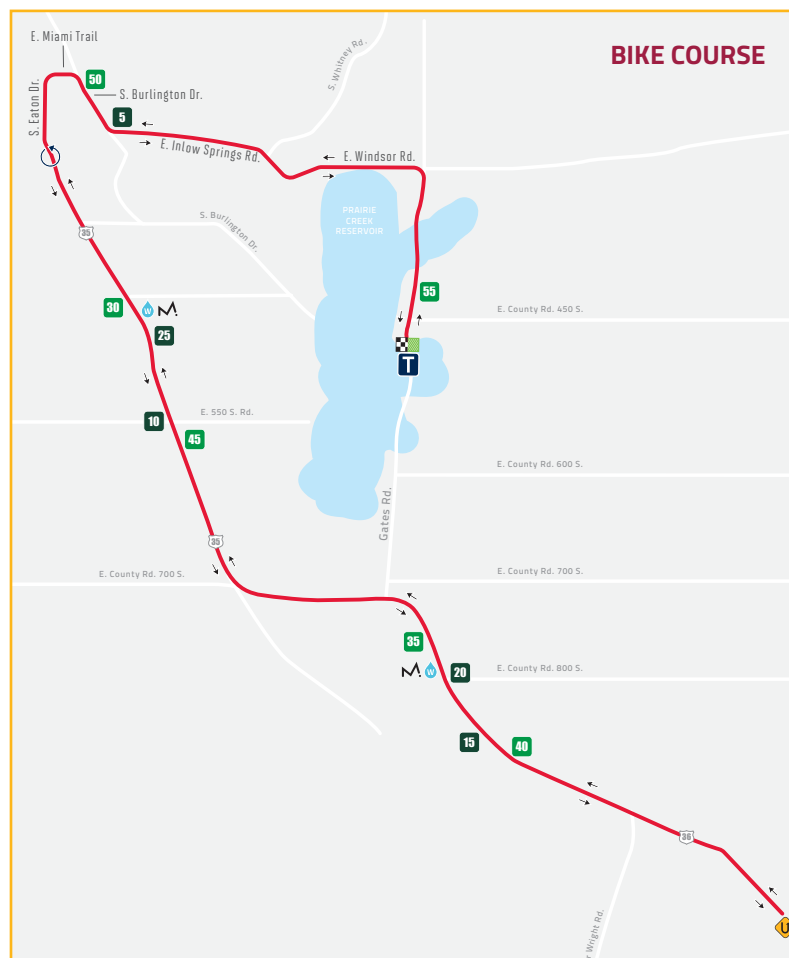 E. Miami Trail
BIKE COURSE
S. Whitney Rd.
50
S. Burlington Dr.
S. Eaton Dr.
5
E. Inlow Springs Rd.
E. Windsor Rd.
PRAIRIE
CREEK
RESERVOIR
S. Burlington Dr.
35
55
30
W
M.
25
E. County Rd. 450 S.
T
10
E. 550 S. Rd.
45
E. County Rd. 600 S.
Gates Rd.
35
E. County Rd. 700 S.
E. County Rd. 700 S.
35
M.
W
20
E. County Rd. 800 S.
15
40
36
Wright Rd.
U